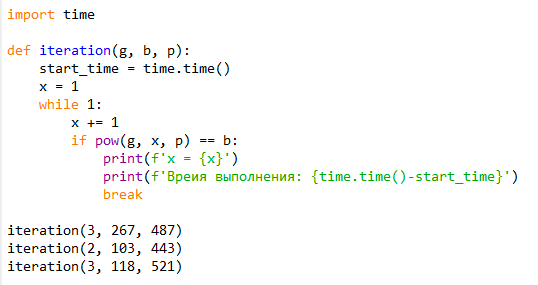 import time
def iteration(g, b, p):
    start_time = time.time()
    x = 1
    while 1:
        x += 1
        if pow(g, x, p) == b:
            print(f'x = {x}')
            print(f'Вреия выполнения: {time.time()-start_time}')
            break
iteration(3, 267, 487)
iteration(2, 103, 443)
iteration(3, 118, 521)